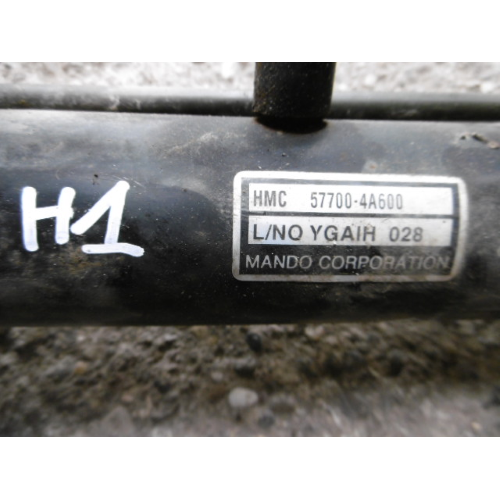 H1
HMC 57700-4A600
L/NO YGAIH 028
MANDO CORPORATION